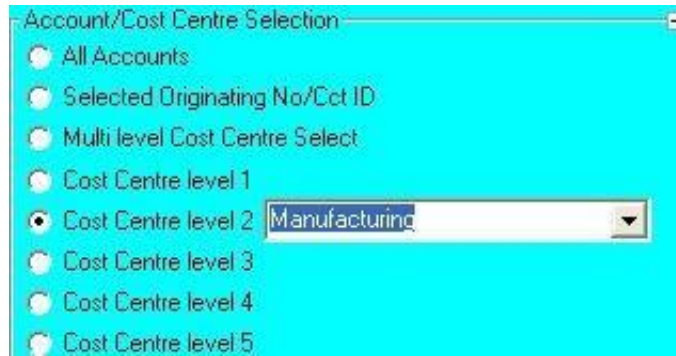 Account/Cost Centre Selection
All Accounts
Selected Originating No/Cct ID
Multi level Cost Centre Select
Cost Centre level 1
Cost Centre level 2 Manufacturing
Cost Centre level 3
Cost Centre level 4
Cost Centre level 5